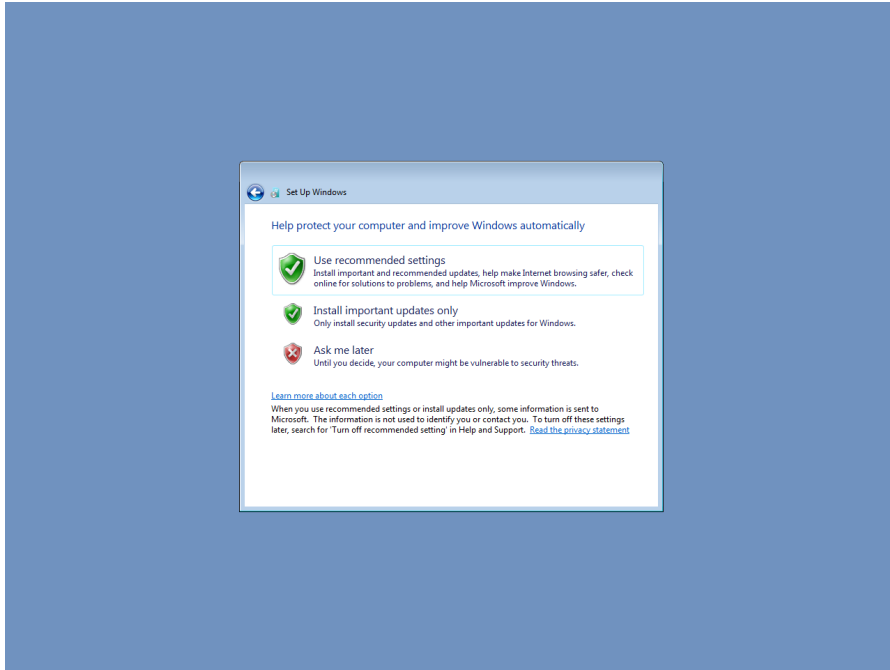 Set Up Windows
Help protect your computer and improve Windows automatically
Use recommended settings
Install important and recommended updates, help make Internet browsing safer, check
online for solutions to problems, and help Microsoft improve Windows.
Install important updates only
Only install security updates and other important updates for Windows.
Ask me later
Until you decide, your computer might be vulnerable to security threats.
Learn more about each option
When you use recommended settings or install updates only, some information is sent to
Microsoft. The information is not used to identify you or contact you. To turn off these settings
later, search for 'Turn off recommended setting' in Help and Support. Read the privacy statement